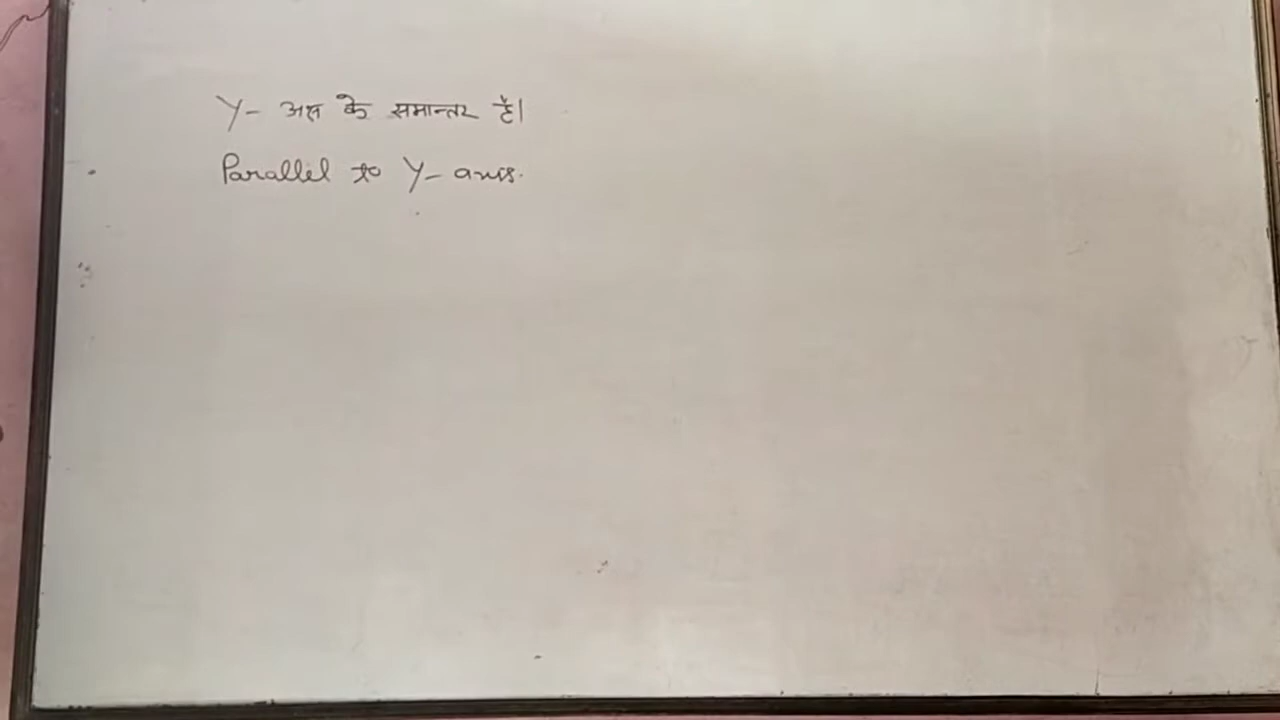 Y- अक्ष के समान्तर है।
Parallel to Y- axis.